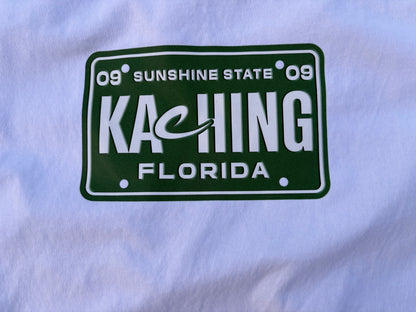 09 SUNSHINE STATE 09
KACHING
FLORIDA